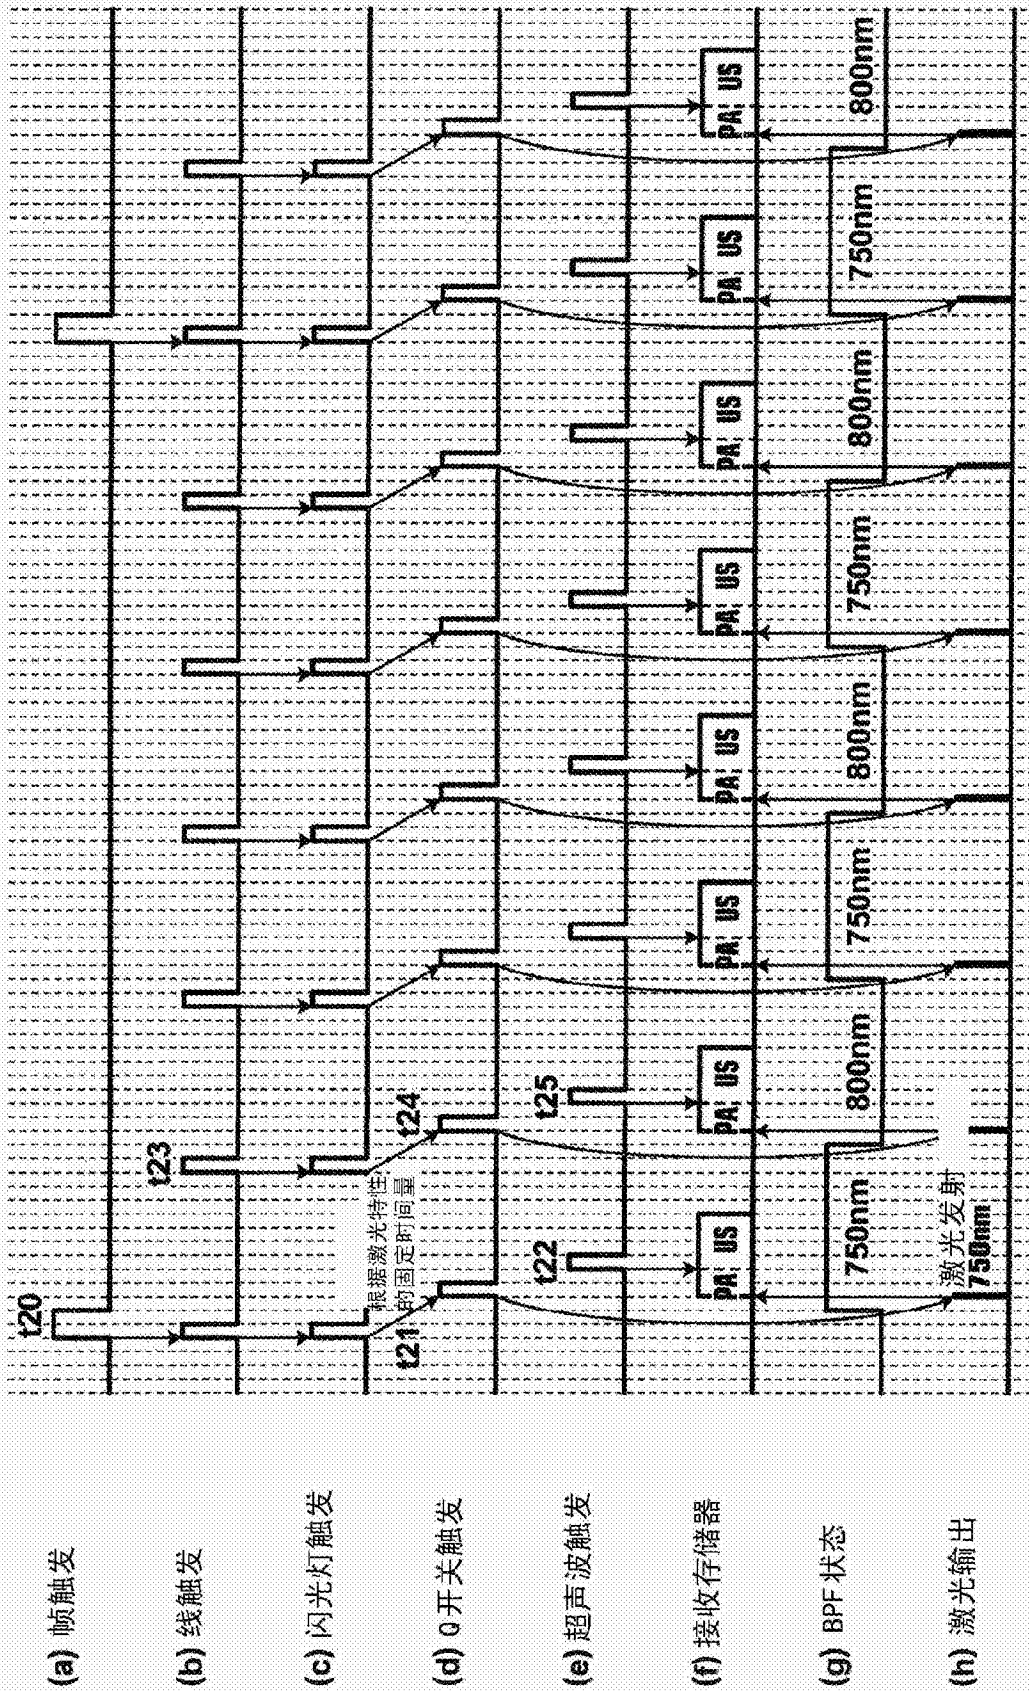 (a) 帧触发
t20
(b) 线触发
t23
(c) 闪光灯触发
根据激光特性
的固定时间量
(d) Q开关触发
t21
t24
(e) 超声波触发
t22
t25
(f) 接收存储器
PA US PA US PA US PA US PA US PA US PA US PA US
(g) BPF状态
750nm 800nm 750nm 800nm 750nm 800nm 750nm 800nm
(h) 激光输出
激光发射
750nm